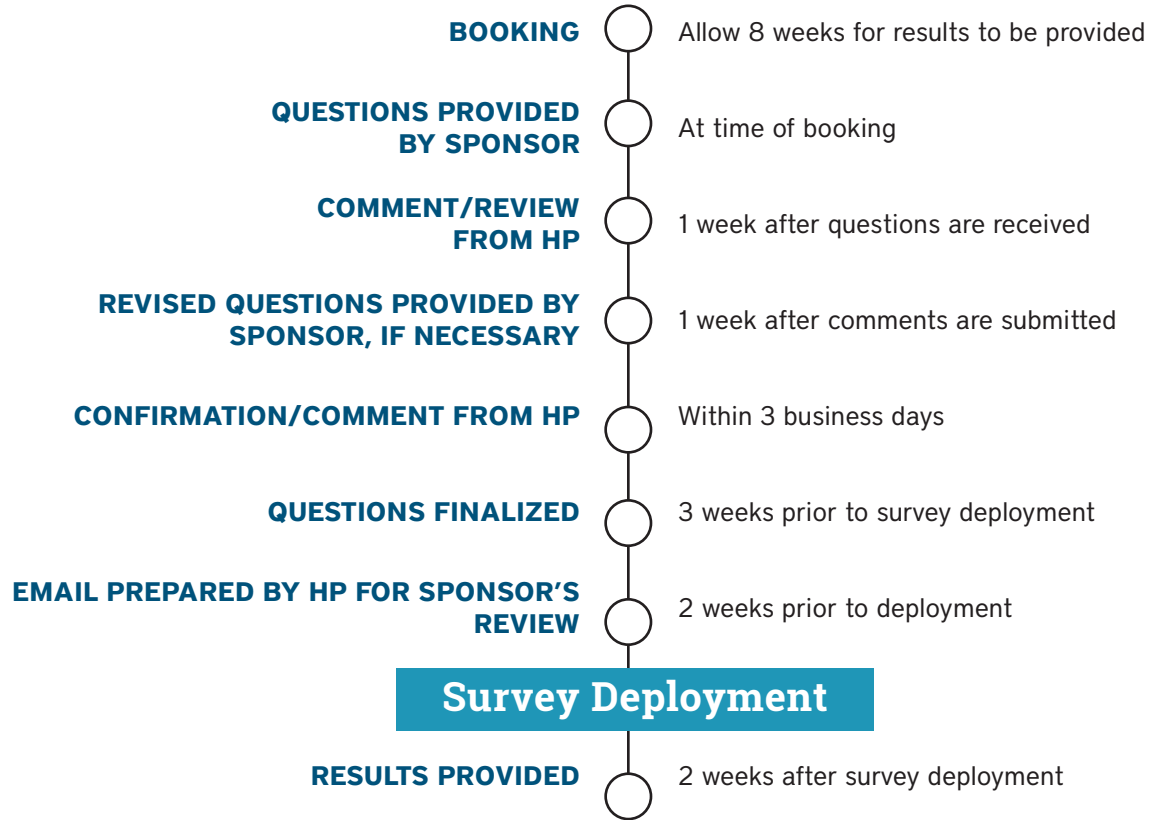 BOOKING
Allow 8 weeks for results to be provided
QUESTIONS PROVIDED
BY SPONSOR
At time of booking
COMMENT/REVIEW
FROM HP
1 week after questions are received
REVISED QUESTIONS PROVIDED BY
SPONSOR, IF NECESSARY
1 week after comments are submitted
CONFIRMATION/COMMENT FROM HP
Within 3 business days
QUESTIONS FINALIZED
3 weeks prior to survey deployment
EMAIL PREPARED BY HP FOR SPONSOR’S
REVIEW
2 weeks prior to deployment
Survey Deployment
RESULTS PROVIDED
2 weeks after survey deployment